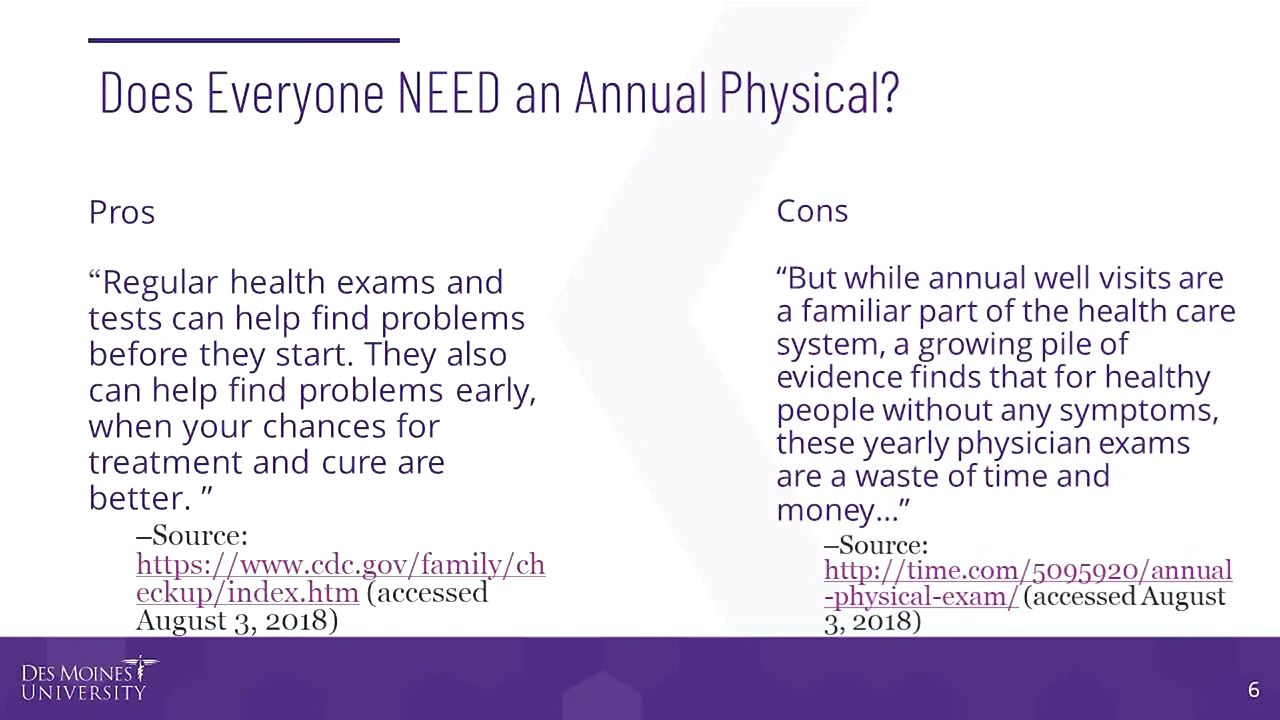 Does Everyone NEED an Annual Physical?
Pros
“Regular health exams and
tests can help find problems
before they start. They also
can help find problems early,
when your chances for
treatment and cure are
better. ”
–Source:
https://www.cdc.gov/family/ch
eckup/index.htm (accessed
August 3, 2018)
Cons
“But while annual well visits are
a familiar part of the health care
system, a growing pile of
evidence finds that for healthy
people without any symptoms,
these yearly physician exams
are a waste of time and
money...”
–Source:
http://time.com/5095920/annual
-physical-exam/ (accessed August
3, 2018)
DES MOINES
UNIVERSITY
6